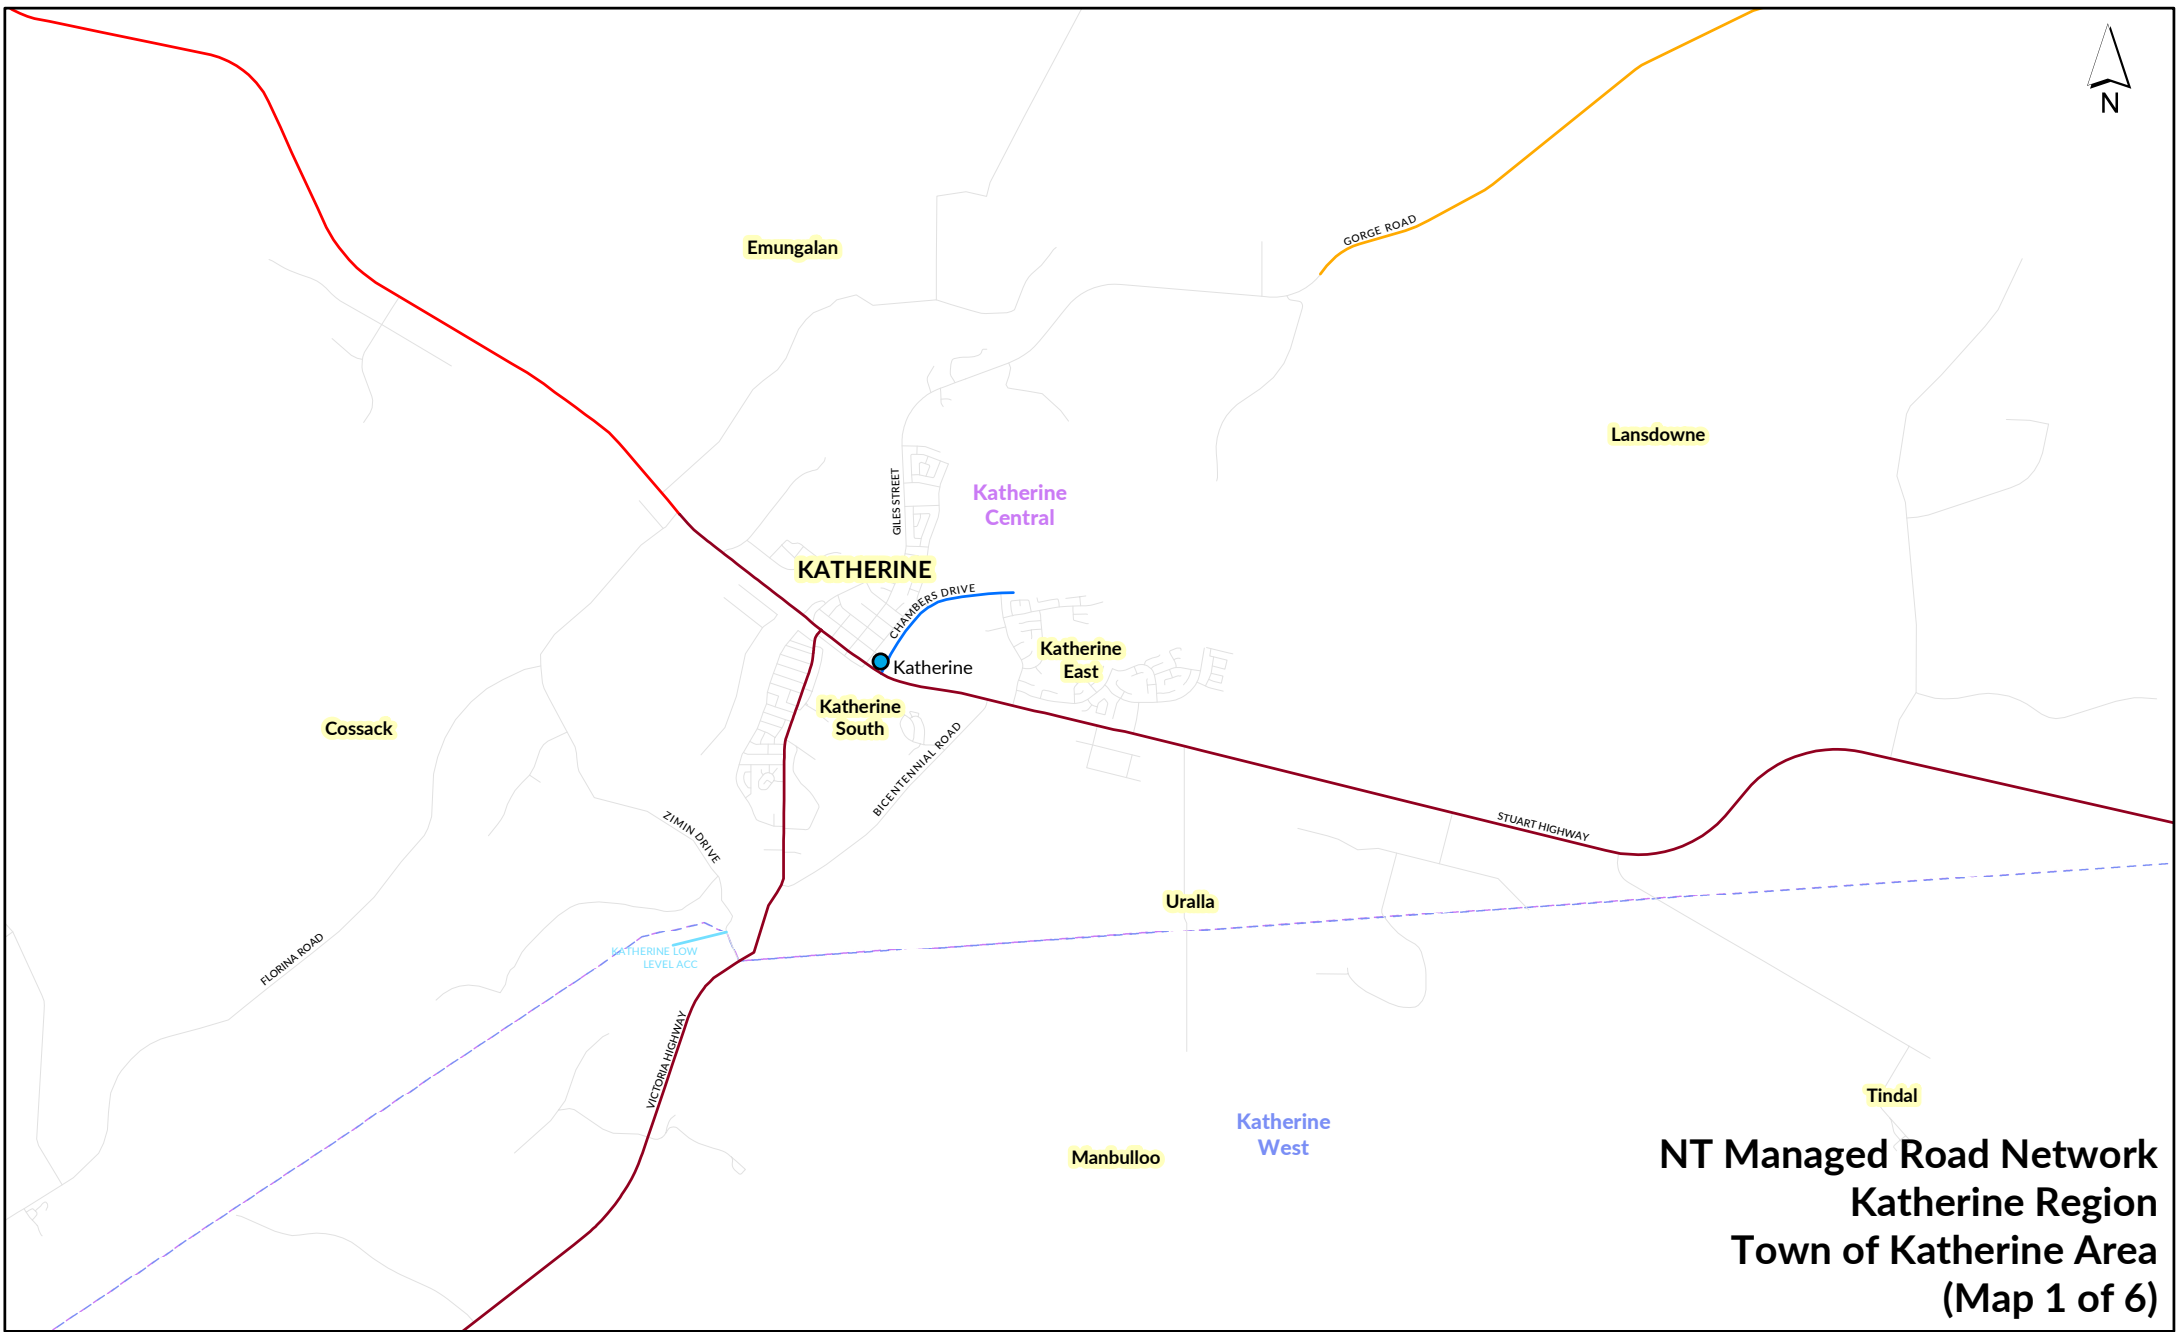 N
GORGE ROAD
Emungalan
Lansdowne
GILES STREET
Katherine
Central
KATHERINE
CHAMBERS DRIVE
Katherine
Katherine
East
Katherine
South
Cossack
BICENTENNIAL ROAD
ZIMIN DRIVE
STUART HIGHWAY
Uralla
FLORINA ROAD
KATHERINE LOW
LEVEL ACC
VICTORIA HIGHWAY
Tindal
Katherine
West
Manbulloo
NT Managed Road Network
Katherine Region
Town of Katherine Area
(Map 1 of 6)